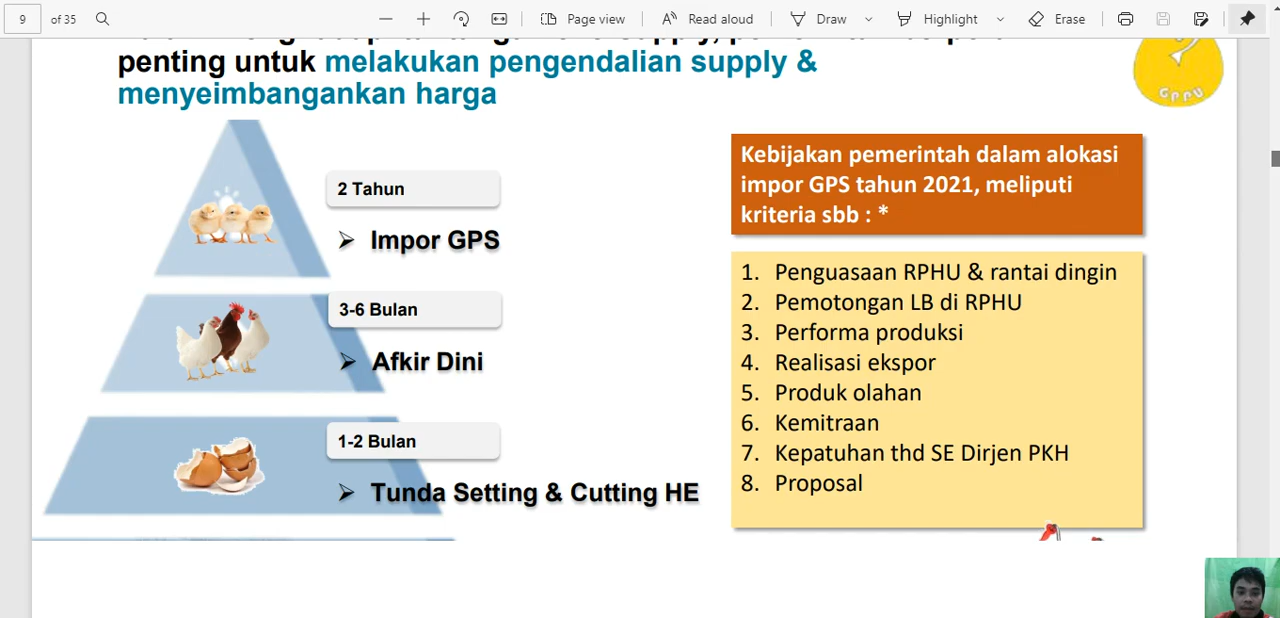 9 of 35
Page view
Read aloud
Draw
Highlight
Erase
penting untuk melakukan pengendalian supply &
menyeimbangankan harga
GPPU
2 Tahun
Impor GPS
3-6 Bulan
Afkir Dini
1-2 Bulan
Tunda Setting & Cutting HE
Kebijakan pemerintah dalam alokasi
impor GPS tahun 2021, meliputi
kriteria sbb : *
1. Penguasaan RPHU & rantai dingin
2. Pemotongan LB di RPHU
3. Performa produksi
4. Realisasi ekspor
5. Produk olahan
6. Kemitraan
7. Kepatuhan thd SE Dirjen PKH
8. Proposal